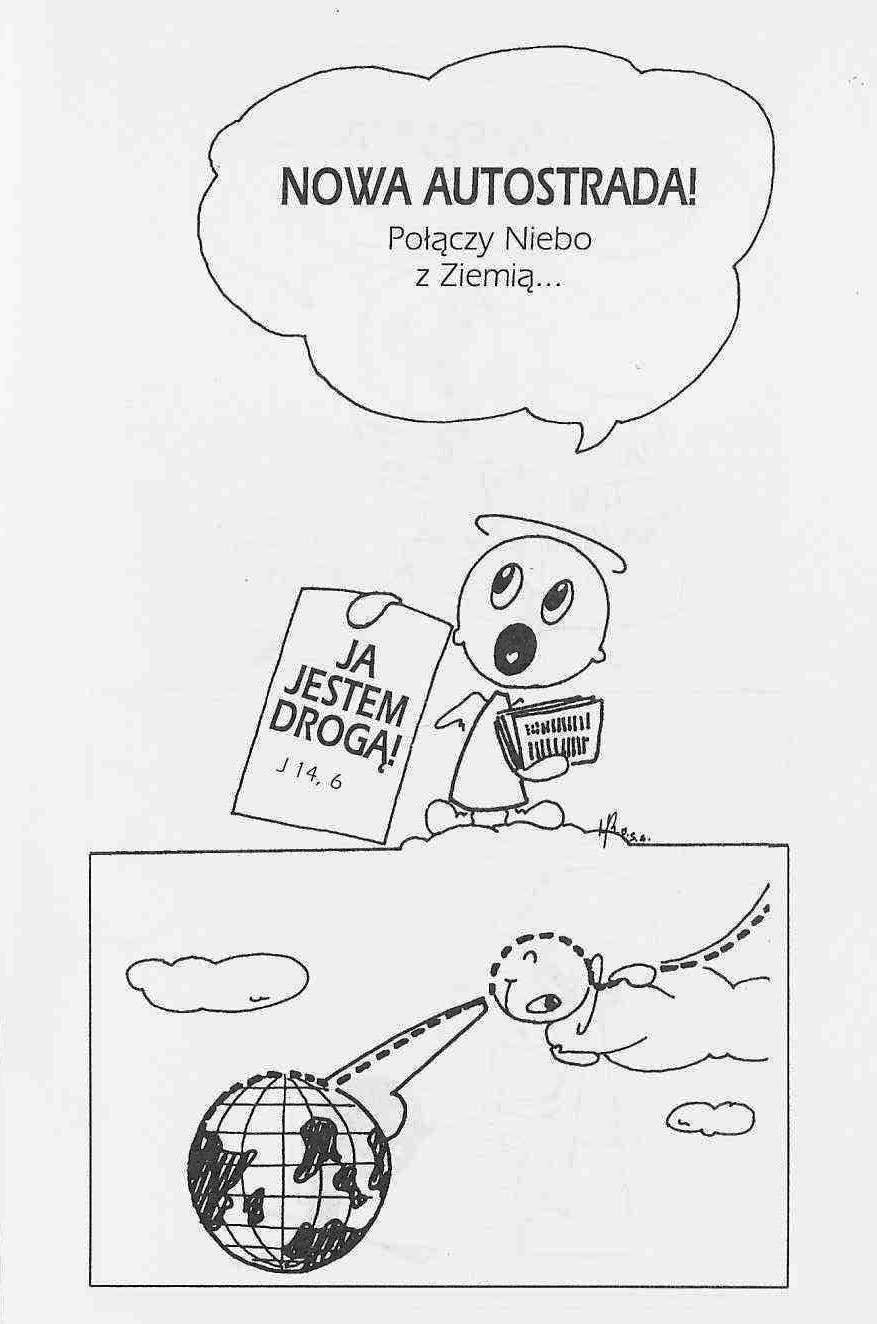 NOWA AUTOSTRADA!
Połączy Niebo
z Ziemią...
JA
JESTEM
DROGĄ!
J 14, 6